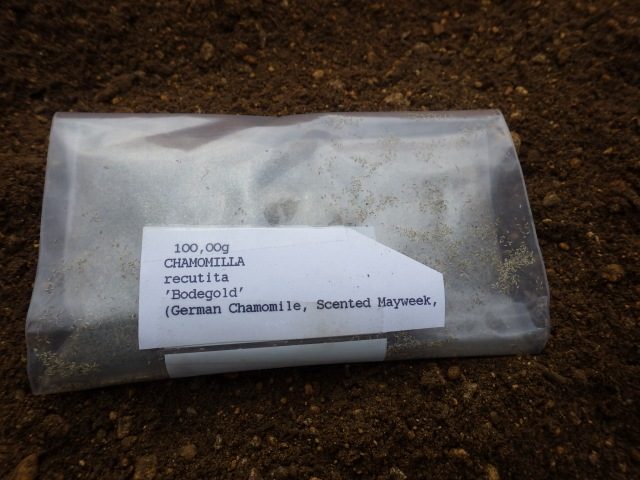 100,00g
CHAMOMILLA
recutita
'Bodegold'
(German Chamomile, Scented Mayweek,